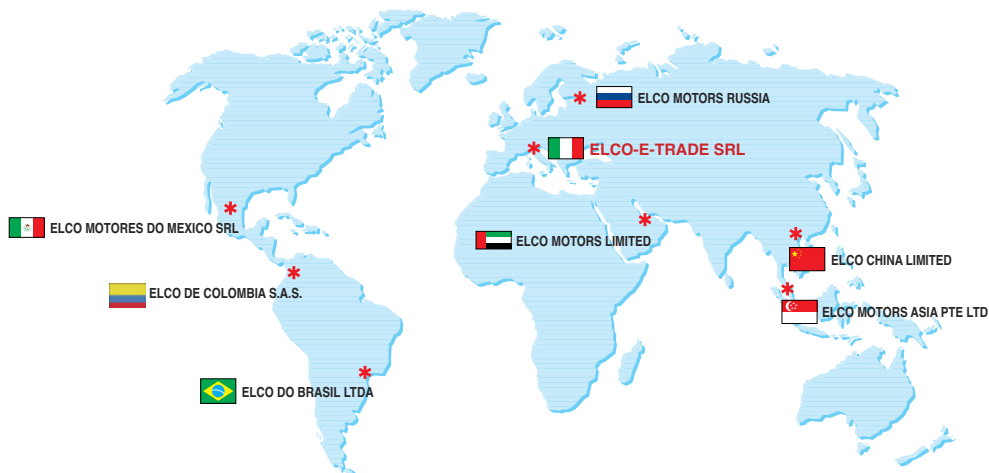 ELCO MOTORS RUSSIA
ELCO-E-TRADE SRL
ELCO MOTORES DO MEXICO SRL
ELCO MOTORS LIMITED
ELCO CHINA LIMITED
ELCO DE COLOMBIA S.A.S.
ELCO MOTORS ASIA PTE LTD
ELCO DO BRASIL LTDA